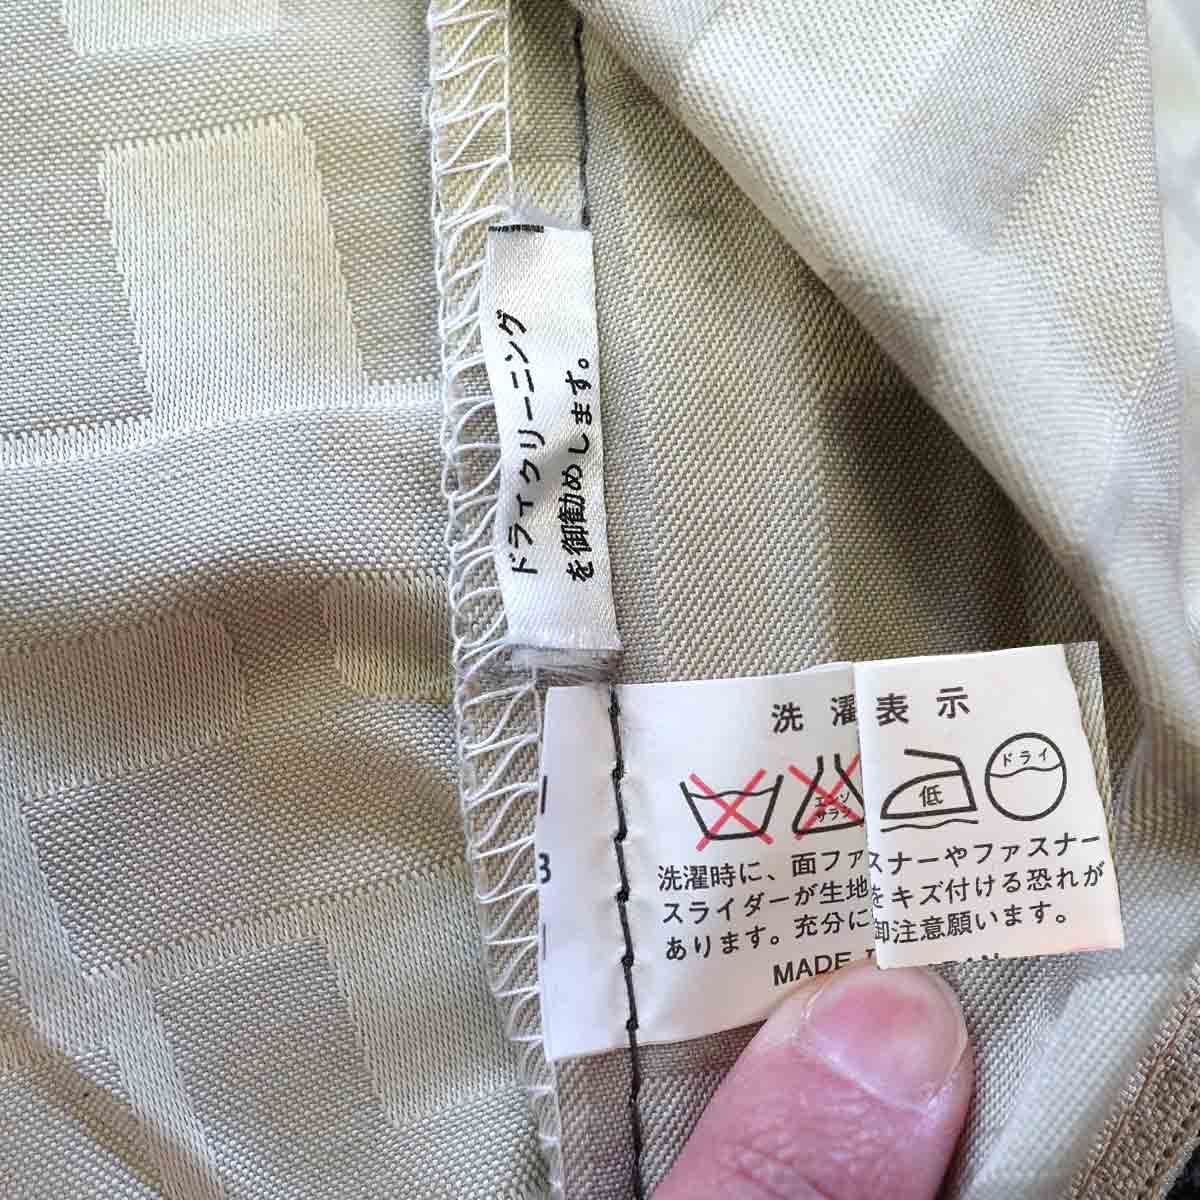 ドライクリーニング
を御勧めします。
洗濯表示
エンソ
サラシ
低
ドライ
洗濯時に、面ファスナーやファスナー
スライダーが生地をキズ付ける恐れが
あります。充分に御注意願います。
MADE
B